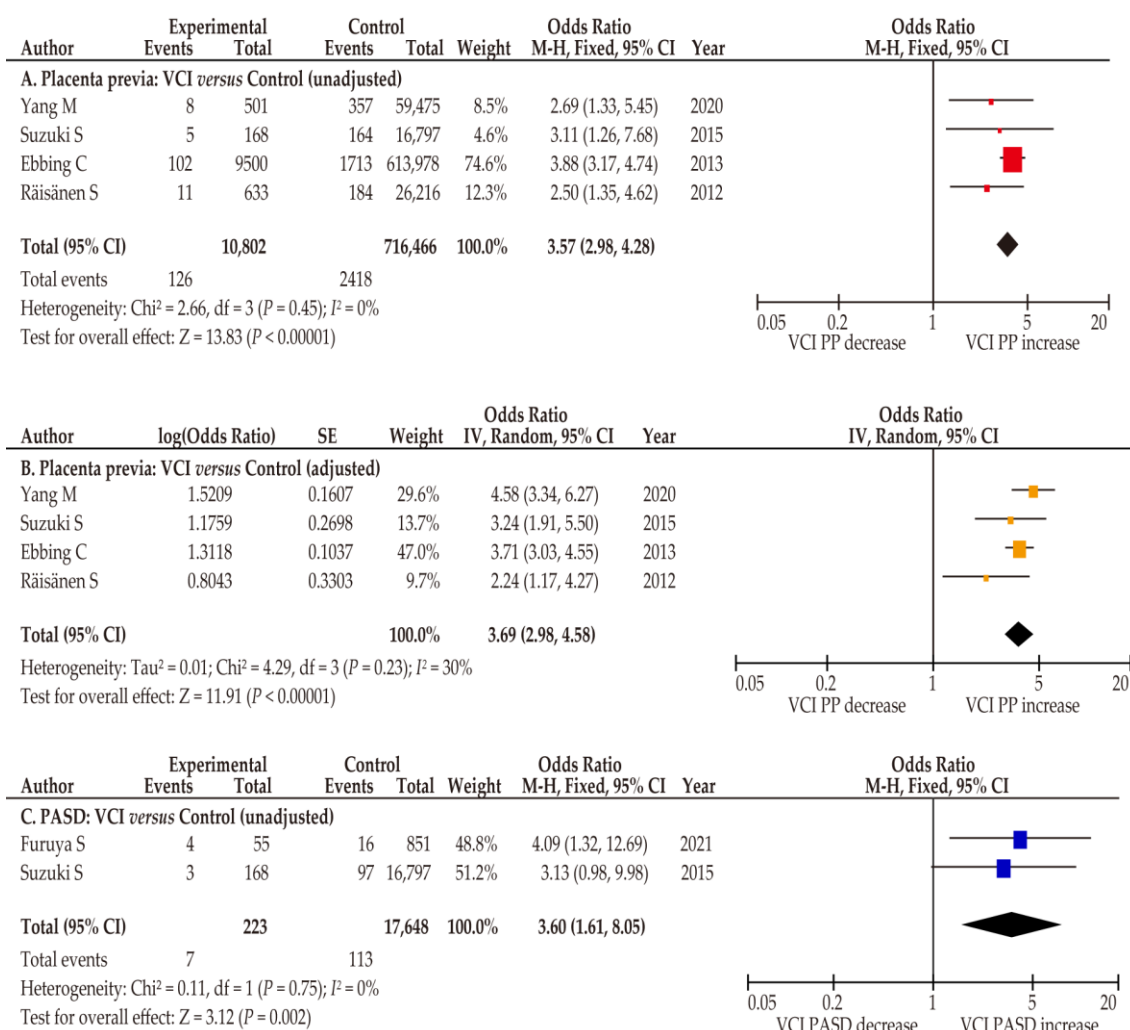 Experimental Control Odds Ratio Odds Ratio
Author Events Total Events Total Weight M-H, Fixed, 95% CI Year M-H, Fixed, 95% CI
A. Placenta previa: VCI versus Control (unadjusted)
Yang M 8 501 357 59,475 8.5% 2.69 (1.33, 5.45) 2020
Suzuki S 5 168 164 16,797 4.6% 3.11 (1.26, 7.68) 2015
Ebbing C 102 9500 1713 613,978 74.6% 3.88 (3.17, 4.74) 2013
Räisänen S 11 633 184 26,216 12.3% 2.50 (1.35, 4.62) 2012
Total (95% CI) 10,802 716,466 100.0% 3.57 (2.98, 4.28)
Total events 126 2418
Heterogeneity: Chi² = 2.66, df = 3 (P = 0.45); I² = 0%
Test for overall effect: Z = 13.83 (P < 0.00001)
0.05 0.2 1 5 20
VCI PP decrease VCI PP increase
Odds Ratio Odds Ratio
Author log(Odds Ratio) SE Weight IV, Random, 95% CI Year IV, Random, 95% CI
B. Placenta previa: VCI versus Control (adjusted)
Yang M 1.5209 0.1607 29.6% 4.58 (3.34, 6.27) 2020
Suzuki S 1.1759 0.2698 13.7% 3.24 (1.91, 5.50) 2015
Ebbing C 1.3118 0.1037 47.0% 3.71 (3.03, 4.55) 2013
Räisänen S 0.8043 0.3303 9.7% 2.24 (1.17, 4.27) 2012
Total (95% CI) 100.0% 3.69 (2.98, 4.58)
Heterogeneity: Tau² = 0.01; Chi² = 4.29, df = 3 (P = 0.23); I² = 30%
Test for overall effect: Z = 11.91 (P < 0.00001)
0.05 0.2 1 5 20
VCI PP decrease VCI PP increase
Experimental Control Odds Ratio Odds Ratio
Author Events Total Events Total Weight M-H, Fixed, 95% CI Year M-H, Fixed, 95% CI
C. PASD: VCI versus Control (unadjusted)
Furuya S 4 55 16 851 48.8% 4.09 (1.32, 12.69) 2021
Suzuki S 3 168 97 16,797 51.2% 3.13 (0.98, 9.98) 2015
Total (95% CI) 223 17,648 100.0% 3.60 (1.61, 8.05)
Total events 7 113
Heterogeneity: Chi² = 0.11, df = 1 (P = 0.75); I² = 0%
Test for overall effect: Z = 3.12 (P = 0.002)
0.05 0.2 1 5 20
VCI PASD decrease VCI PASD increase